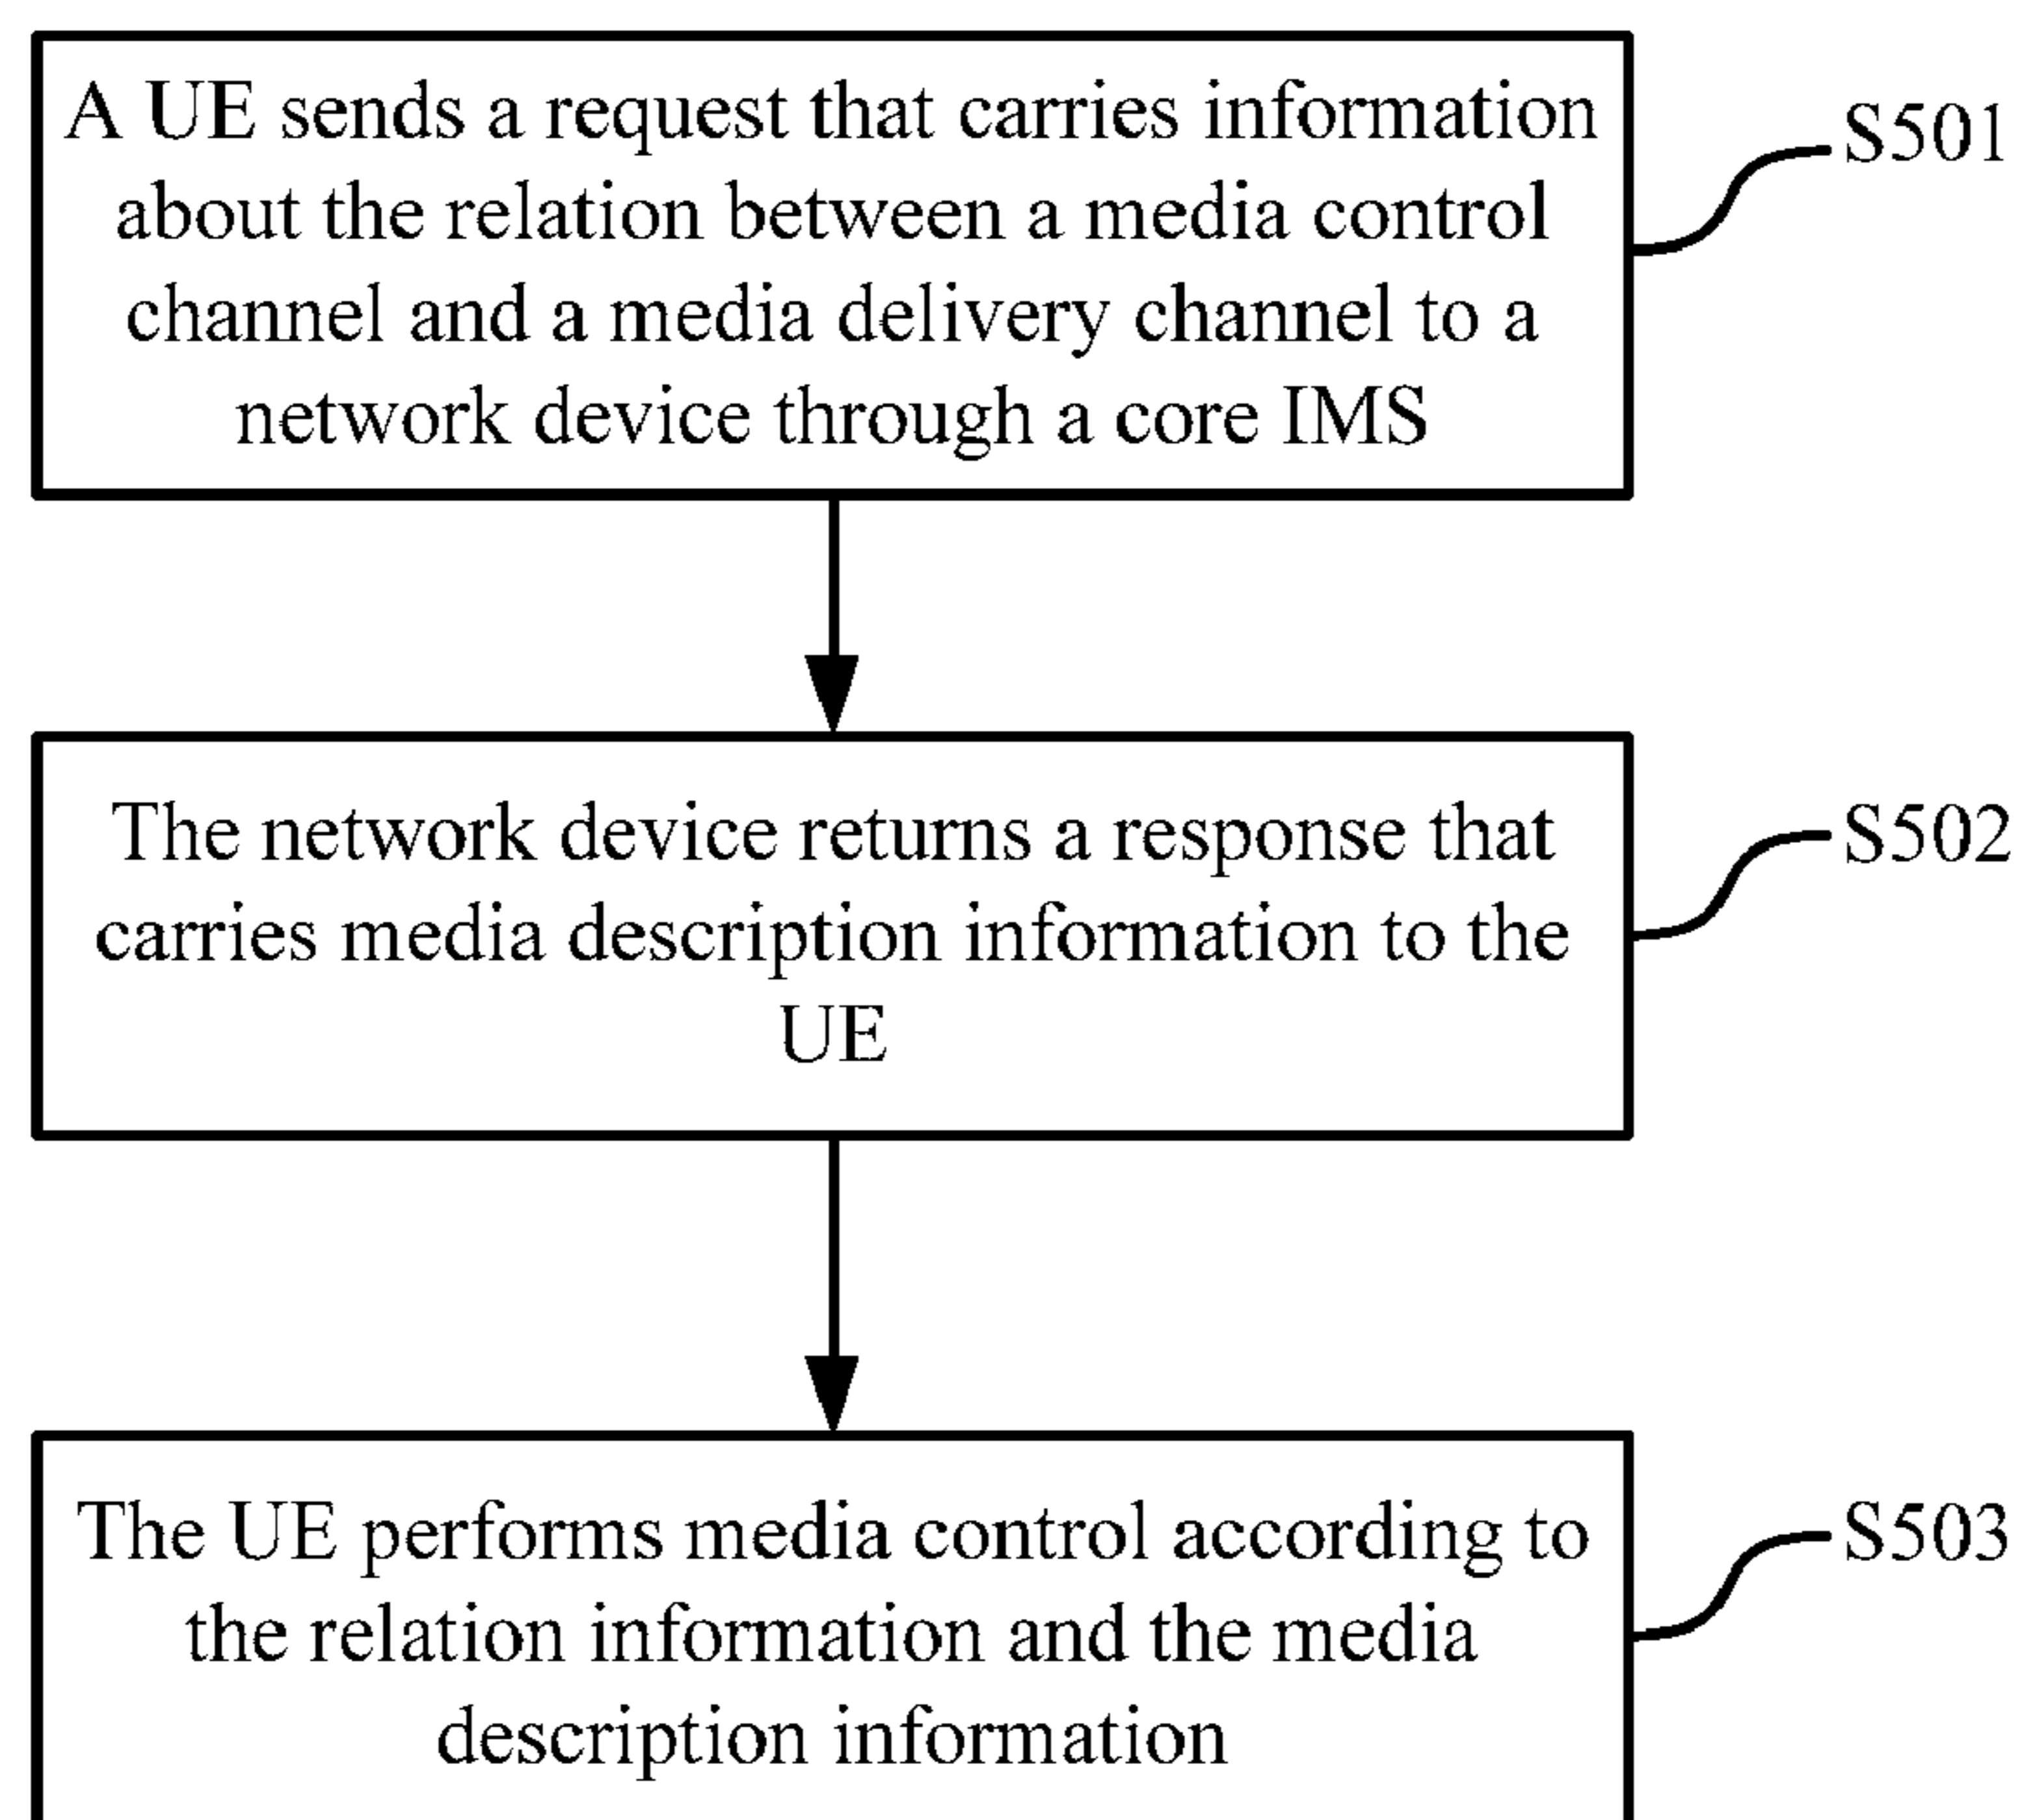 A UE sends a request that carries information
about the relation between a media control
channel and a media delivery channel to a
network device through a core IMS
S501
The network device returns a response that
carries media description information to the
UE
S502
The UE performs media control according to
the relation information and the media
description information
S503